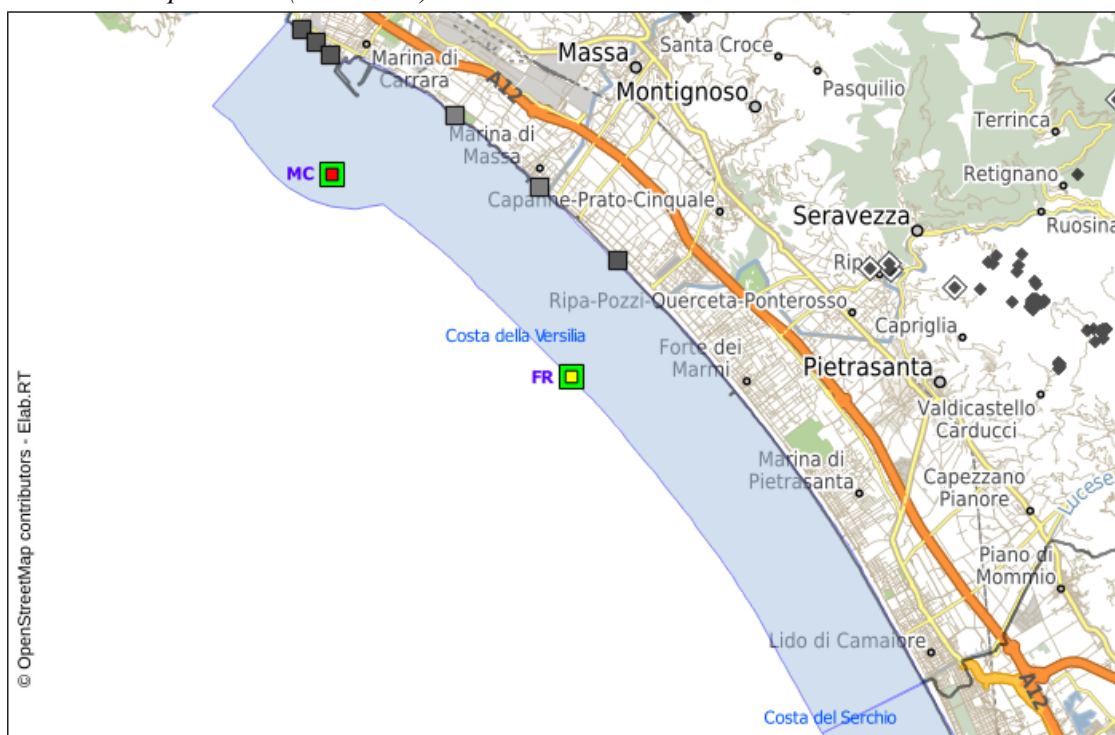 Massa
Santa Croce
Marina di
Carrara
A12
Pasquilio
Montignoso
Terrinca
Marina di
Massa
MC
Retignano
Capanne-Prato-Cinquale
Seravezza
Ruosina
Ripa
Ripa-Pozzi-Querceta-Ponterosso
Costa della Versilia
Capriglia
Forte dei
Marmi
FR
Pietrasanta
Valdicastello
Carducci
Marina di
Pietrasanta
Capezzano
Pianore
Lucese
Piano di
Mommio
Lido di Camaiore
A12
Costa del Serchio
© OpenStreetMap contributors - Elab.RT